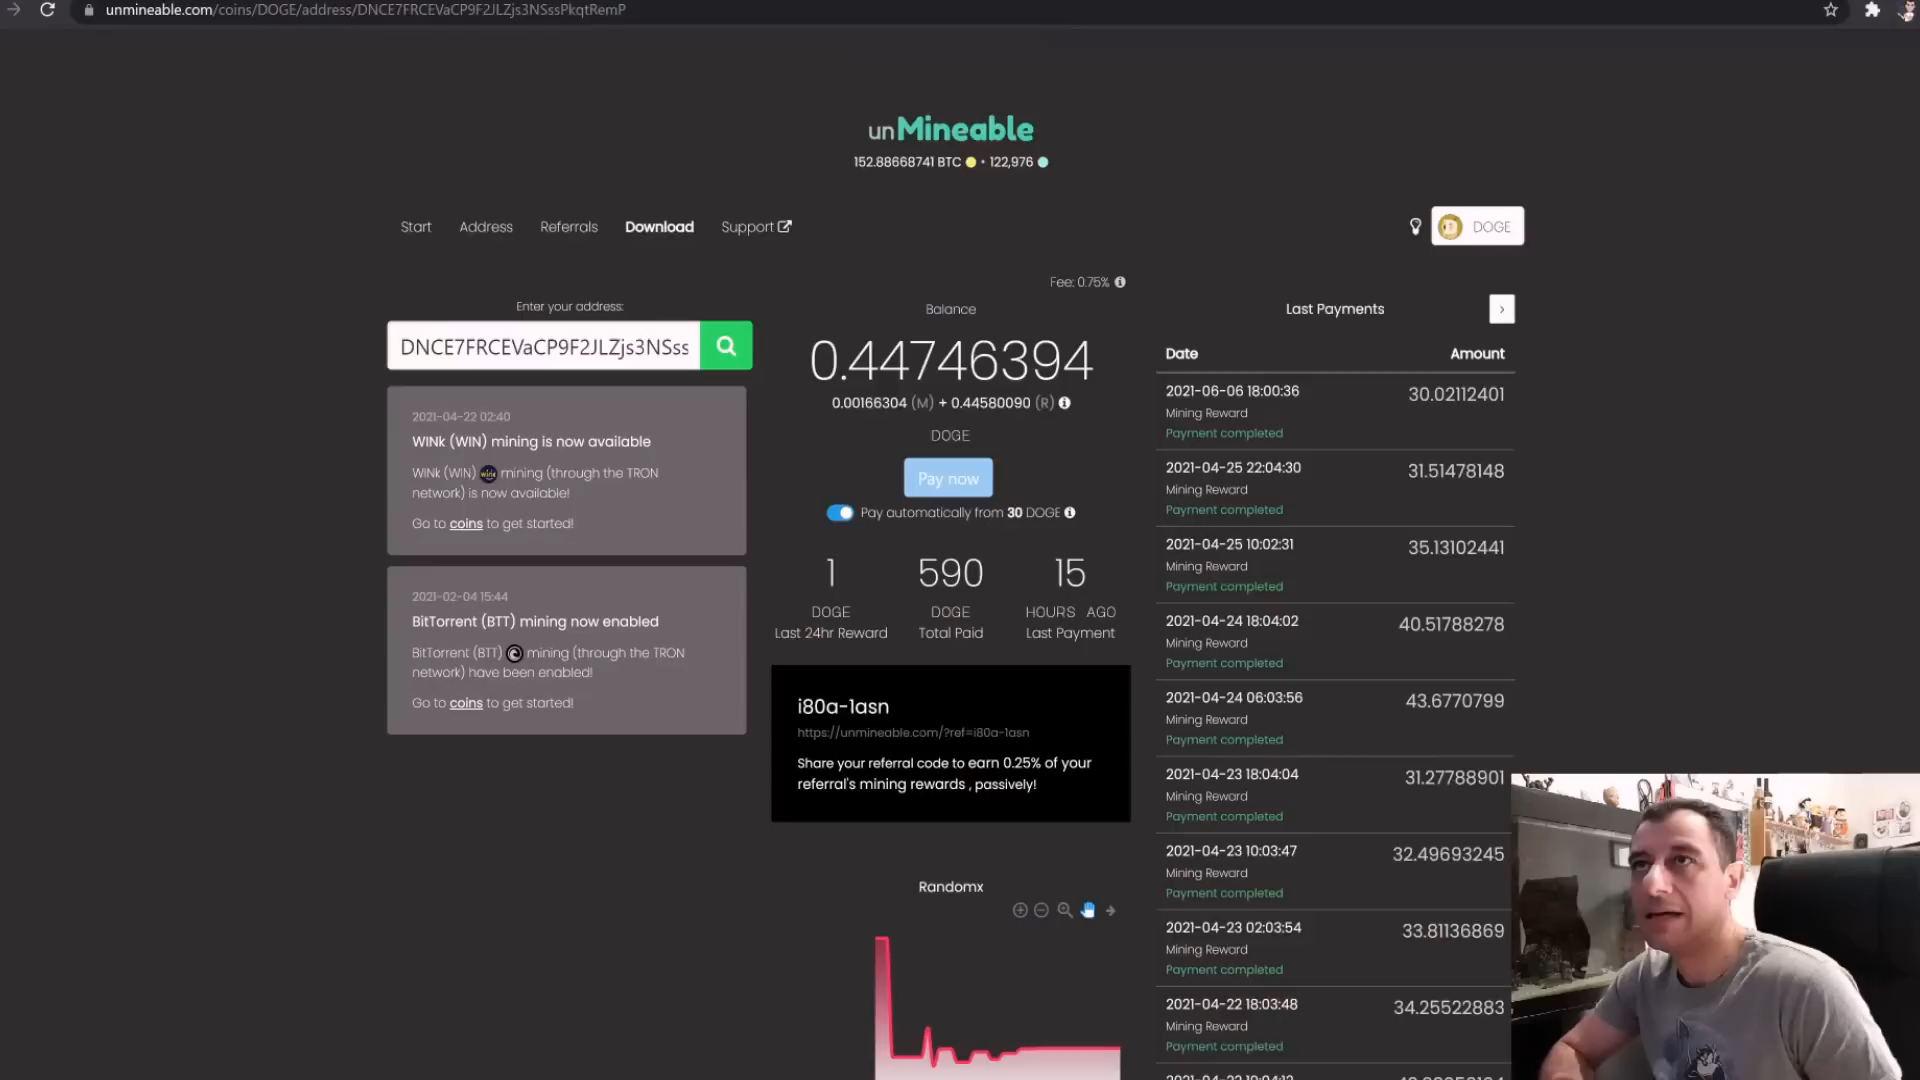 unmineable.com/coins/DOGE/address/DNCE7FRCEVaCP9F2JLZjs3NSssPkqtRemP
unMineable
152.88668741 BTC • 122,976
Start Address Referrals Download Support
DOGE
Enter your address:
DNCE7FRCEVaCP9F2JLZjs3NSss
2021-04-22 02:40
WINk (WIN) mining is now available
WINk (WIN) mining (through the TRON
network) is now available!
Go to coins to get started!
2021-02-04 15:44
BitTorrent (BTT) mining now enabled
BitTorrent (BTT) mining (through the TRON
network) have been enabled!
Go to coins to get started!
Fee: 0.75%
Balance
0.44746394
0.00166304 (M) + 0.44580090 (R)
DOGE
Pay now
Pay automatically from 30 DOGE
1 590 15
DOGE DOGE HOURS AGO
Last 24hr Reward Total Paid Last Payment
i80a-1asn
https://unmineable.com/?ref=i80a-1asn
Share your referral code to earn 0.25% of your
referral's mining rewards , passively!
Randomx
Last Payments
Date Amount
2021-06-06 18:00:36 30.02112401
Mining Reward
Payment completed
2021-04-25 22:04:30 31.51478148
Mining Reward
Payment completed
2021-04-25 10:02:31 35.13102441
Mining Reward
Payment completed
2021-04-24 18:04:02 40.51788278
Mining Reward
Payment completed
2021-04-24 06:03:56 43.6770799
Mining Reward
Payment completed
2021-04-23 18:04:04 31.27788901
Mining Reward
Payment completed
2021-04-23 10:03:47 32.49693245
Mining Reward
Payment completed
2021-04-23 02:03:54 33.81136869
Mining Reward
Payment completed
2021-04-22 18:03:48 34.25522883
Mining Reward
Payment completed